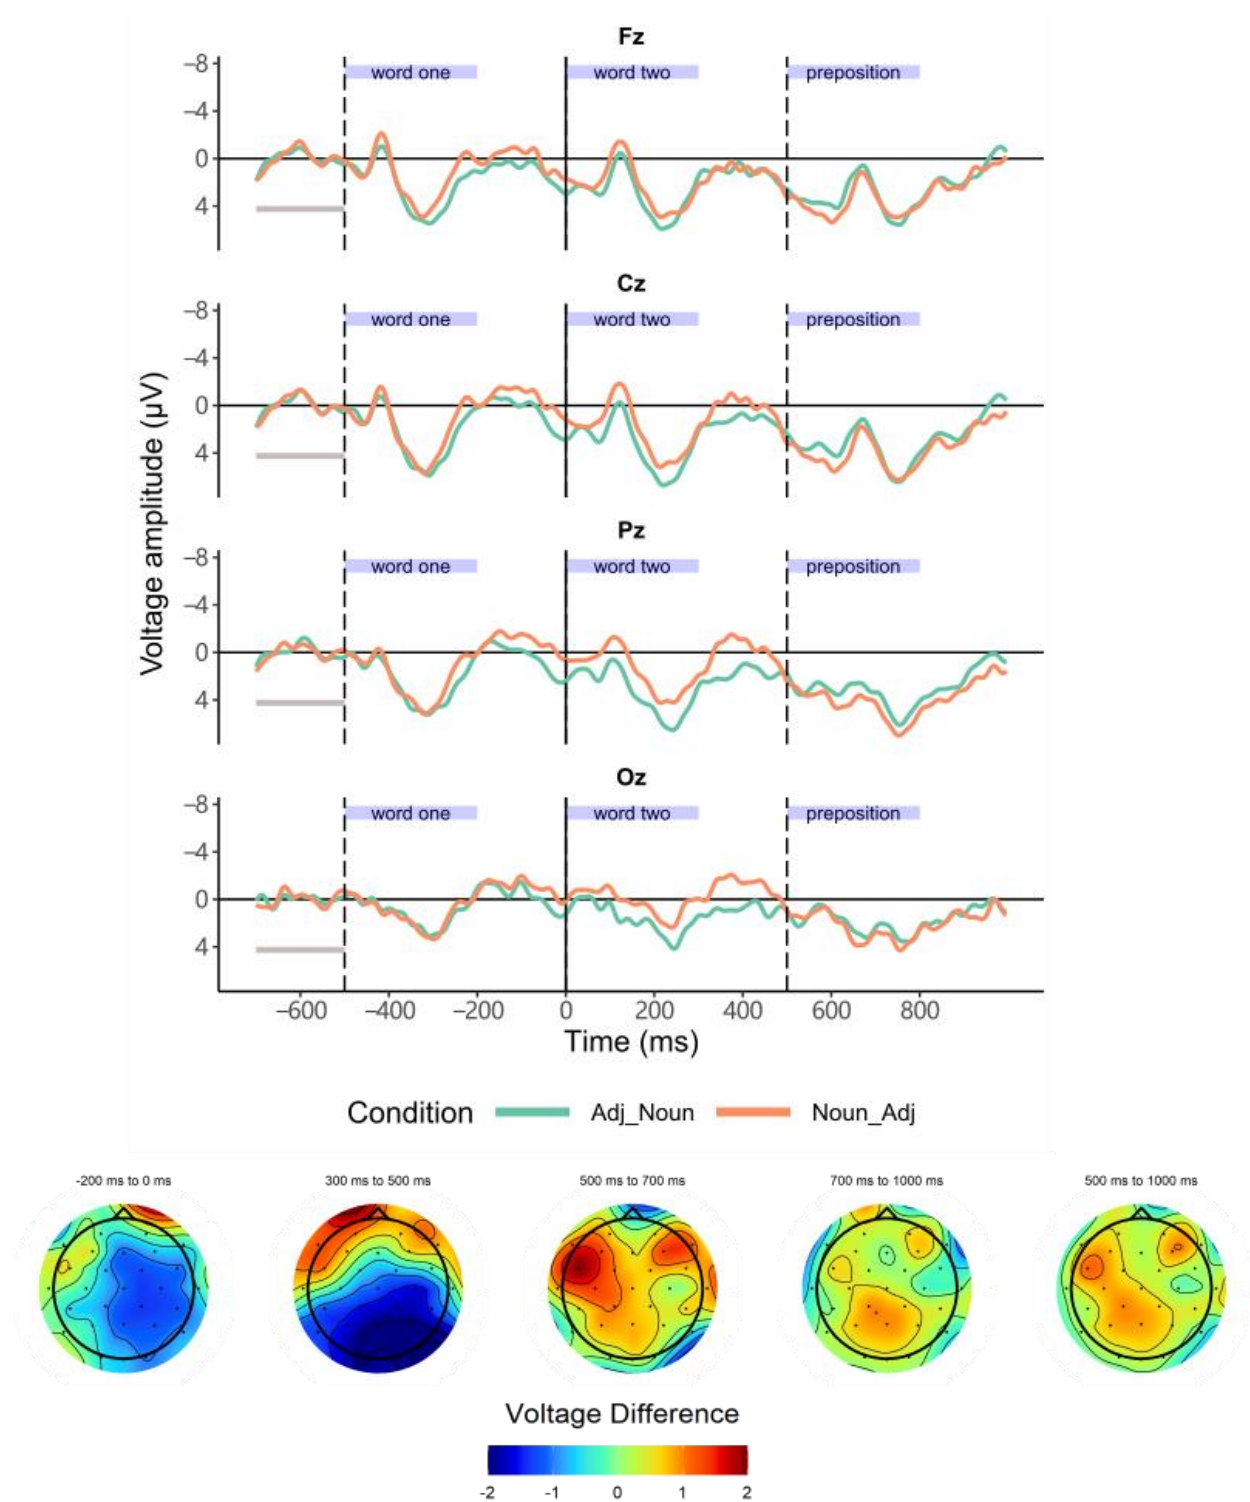 Fz
−8
word one word two preposition
−4
0
4
Cz
−8
word one word two preposition
−4
0
4
Voltage amplitude (µV)
Pz
−8
word one word two preposition
−4
0
4
Oz
−8
word one word two preposition
−4
0
4
−600 −400 −200 0 200 400 600 800
Time (ms)
Condition Adj_Noun Noun_Adj
-200 ms to 0 ms 300 ms to 500 ms 500 ms to 700 ms 700 ms to 1000 ms 500 ms to 1000 ms
Voltage Difference
-2 -1 0 1 2